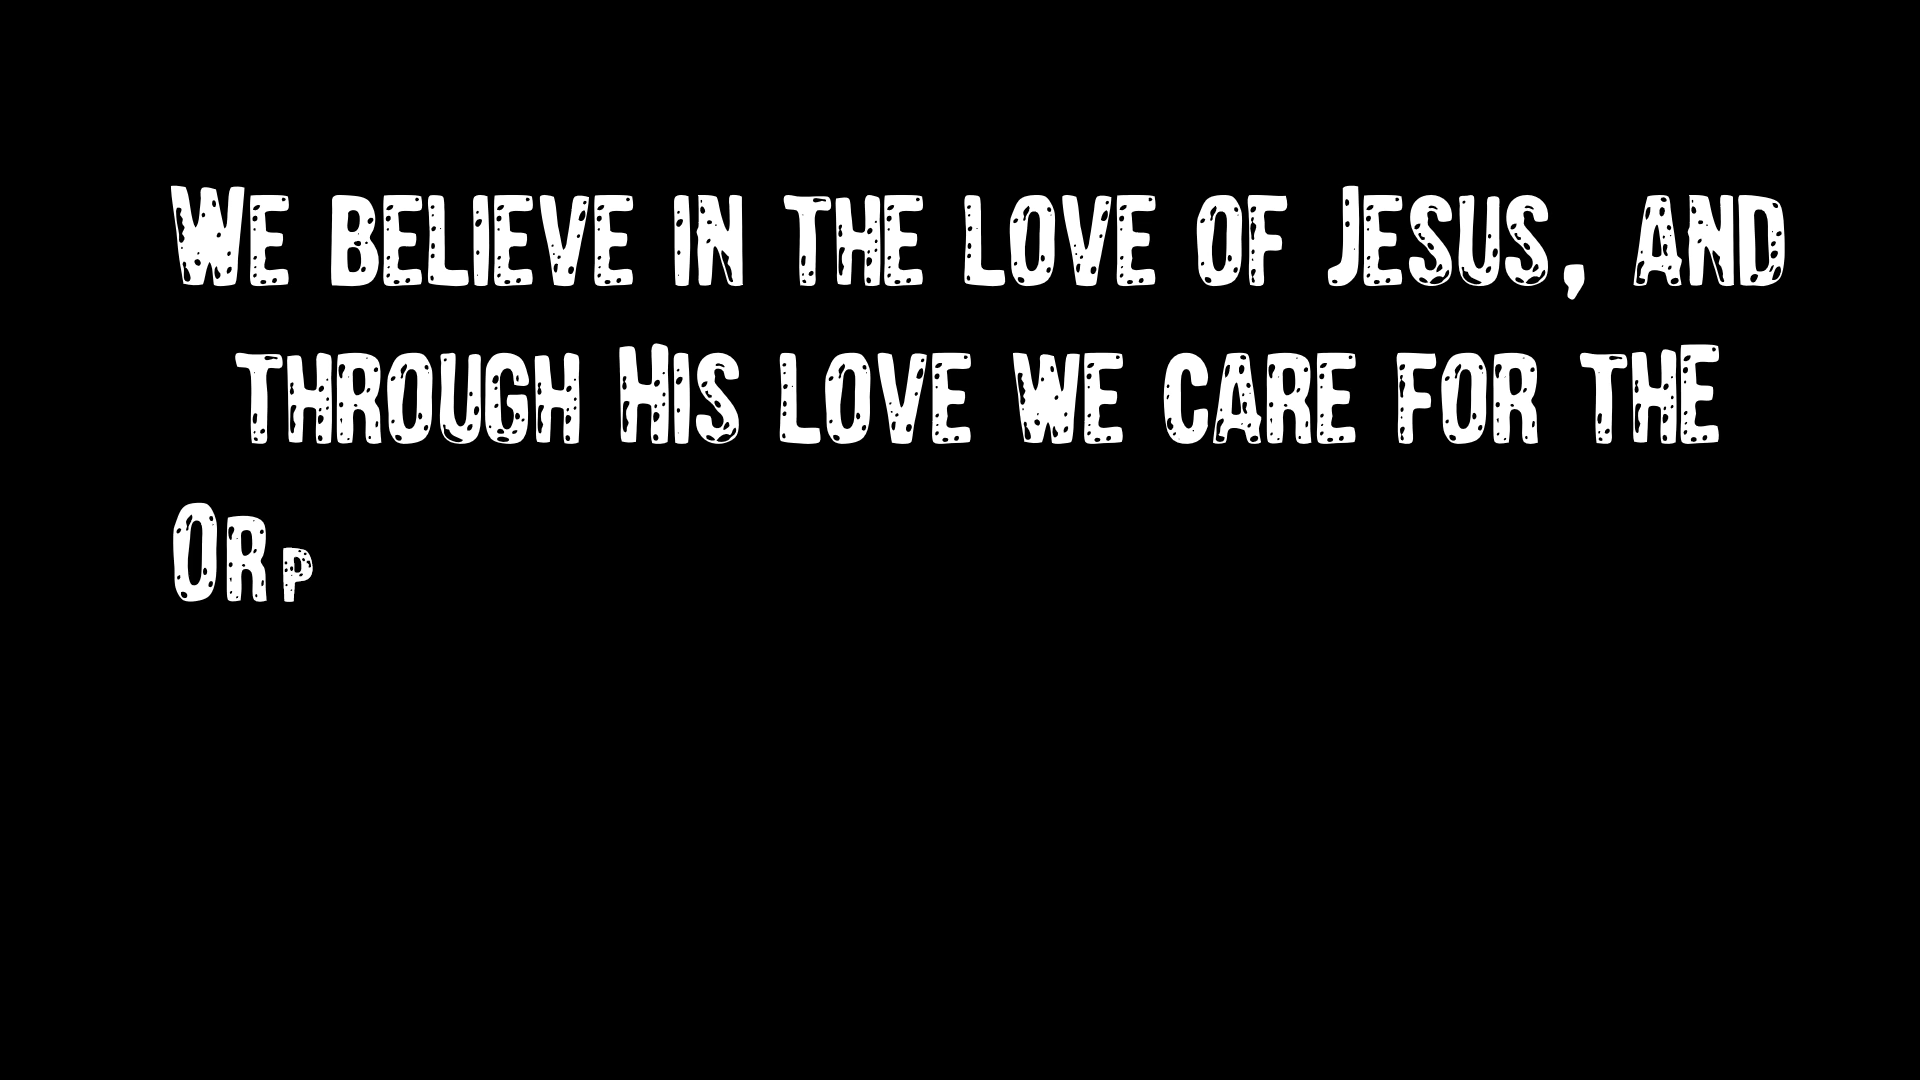 We believe in the love of Jesus, and
through His love we care for the
Orp